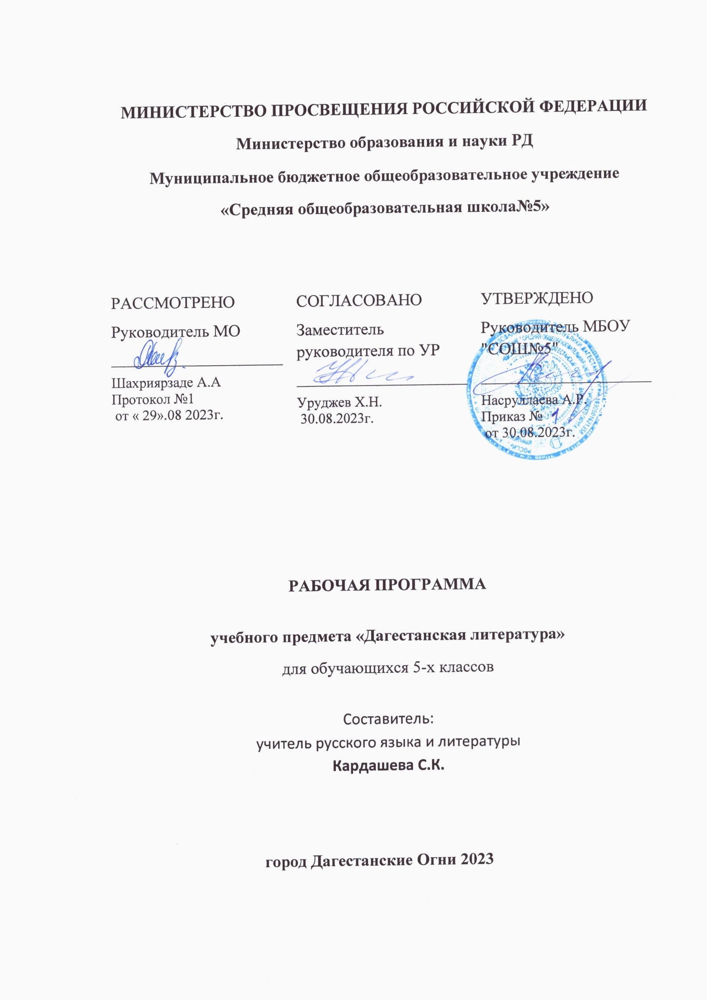 МИНИСТЕРСТВО ПРОСВЕЩЕНИЯ РОССИЙСКОЙ ФЕДЕРАЦИИ
Министерство образования и науки РД
Муниципальное бюджетное общеобразовательное учреждение
«Средняя общеобразовательная школа№5»
РАССМОТРЕНО
Руководитель МО
Шахриярзаде А.А
Протокол №1
от « 29».08 2023г.
СОГЛАСОВАНО
Заместитель
руководителя по УР
Уруджев Х.Н.
30.08.2023г.
УТВЕРЖДЕНО
Руководитель МБОУ
"СОШ№5"
Насруллаева А.Р.
Приказ № 1
от 30.08.2023г.
РАБОЧАЯ ПРОГРАММА
учебного предмета «Дагестанская литература»
для обучающихся 5-х классов
Составитель:
учитель русского языка и литературы
Кардашева С.К.
город Дагестанские Огни 2023